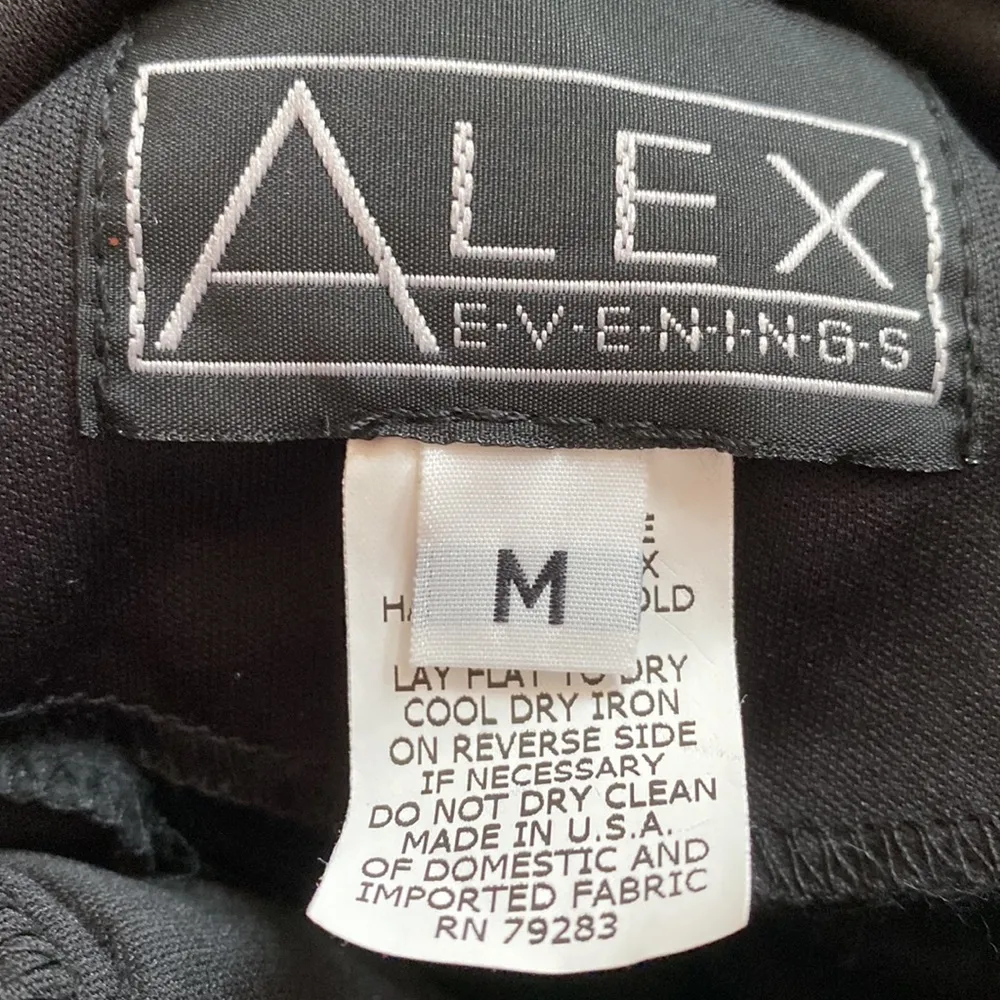 ALEX
E·V·E·N·I·N·G·S
M
LAY FLAT TO DRY
COOL DRY IRON
ON REVERSE SIDE
IF NECESSARY
DO NOT DRY CLEAN
MADE IN U.S.A.
OF DOMESTIC AND
IMPORTED FABRIC
RN 79283